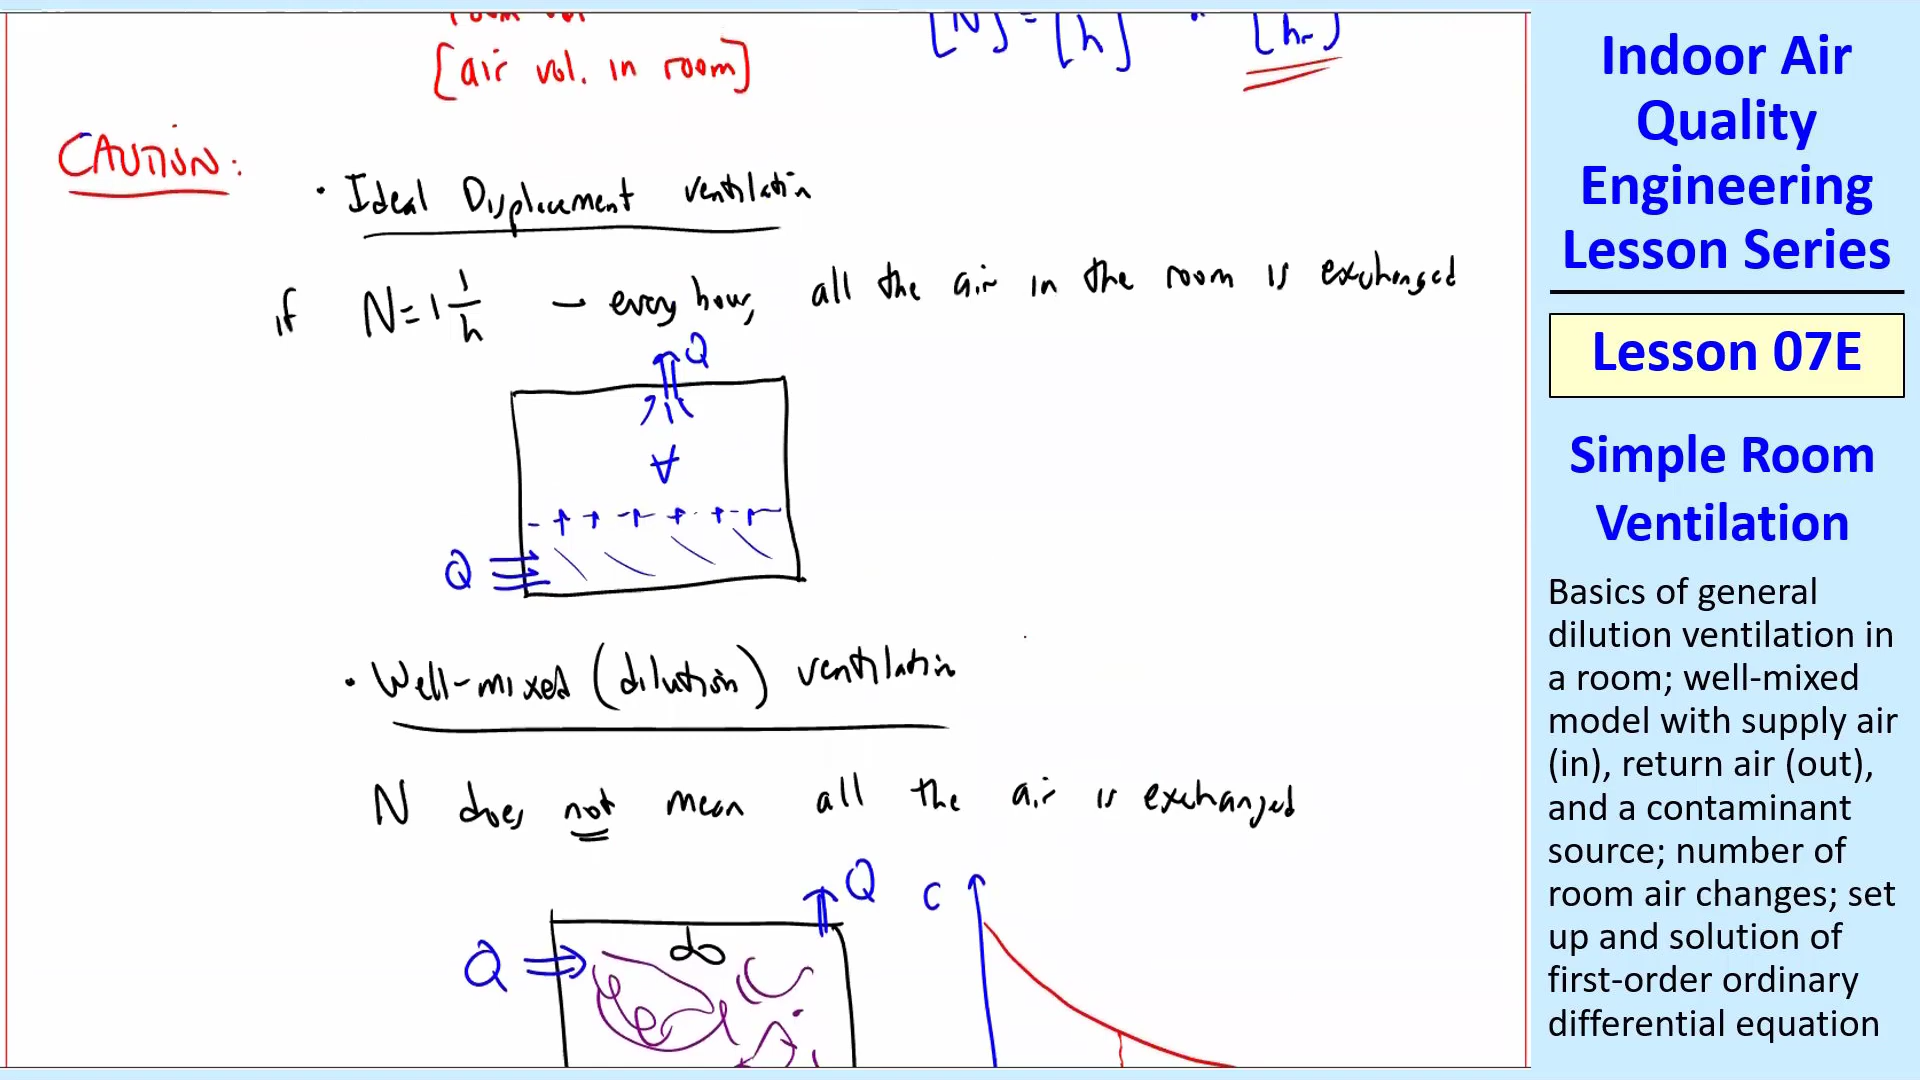 [air vol. in room]
[N] = [h] [hr]
CAUTION:
• Ideal Displacement ventilatin
if N = 1 1/h — every hour, all the air in the room is exchanged
Q
V
Q
• Well-mixed (dilution) ventilatin
N does not mean all the air is exchanged
Q
C
Q
Indoor Air
Quality
Engineering
Lesson Series
Lesson 07E
Simple Room
Ventilation
Basics of general
dilution ventilation in
a room; well-mixed
model with supply air
(in), return air (out),
and a contaminant
source; number of
room air changes; set
up and solution of
first-order ordinary
differential equation